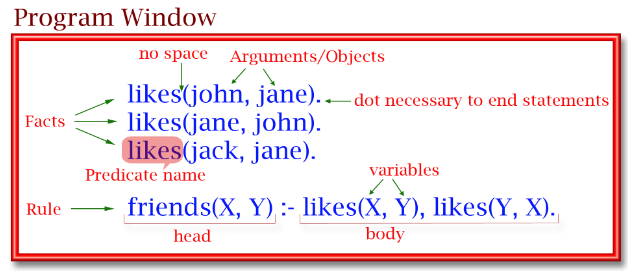 Program Window
no space
Arguments/Objects
likes(john, jane).
dot necessary to end statements
Facts
likes(jane, john).
likes(jack, jane).
Predicate name
variables
Rule
friends(X, Y) :- likes(X, Y), likes(Y, X).
head
body